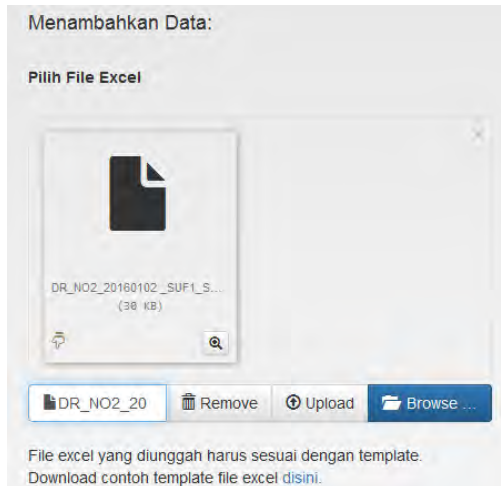 Menambahkan Data:
Pilih File Excel
×
DR_NO2_20160102 _SUF1_S...
(30 KB)
DR_NO2_20 Remove Upload Browse ...
File excel yang diunggah harus sesuai dengan template.
Download contoh template file excel disini.